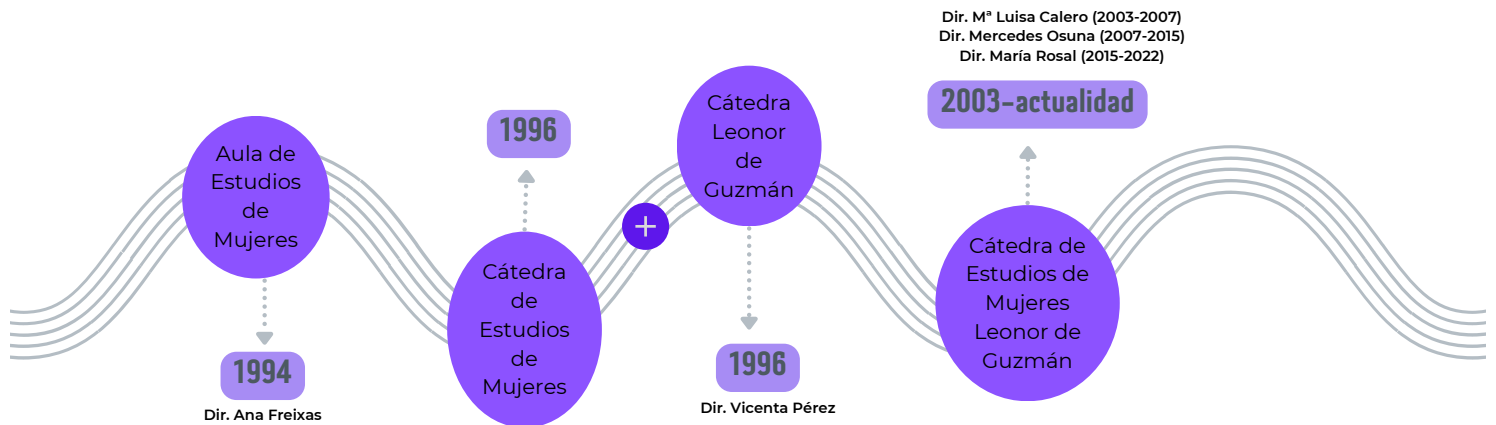 Aula de
Estudios
de
Mujeres
1994
Dir. Ana Freixas
1996
Cátedra
de
Estudios
de
Mujeres
+
Cátedra
Leonor
de
Guzmán
1996
Dir. Vicenta Pérez
Dir. Mª Luisa Calero (2003-2007)
Dir. Mercedes Osuna (2007-2015)
Dir. María Rosal (2015-2022)
2003-actualidad
Cátedra de
Estudios de
Mujeres
Leonor de
Guzmán